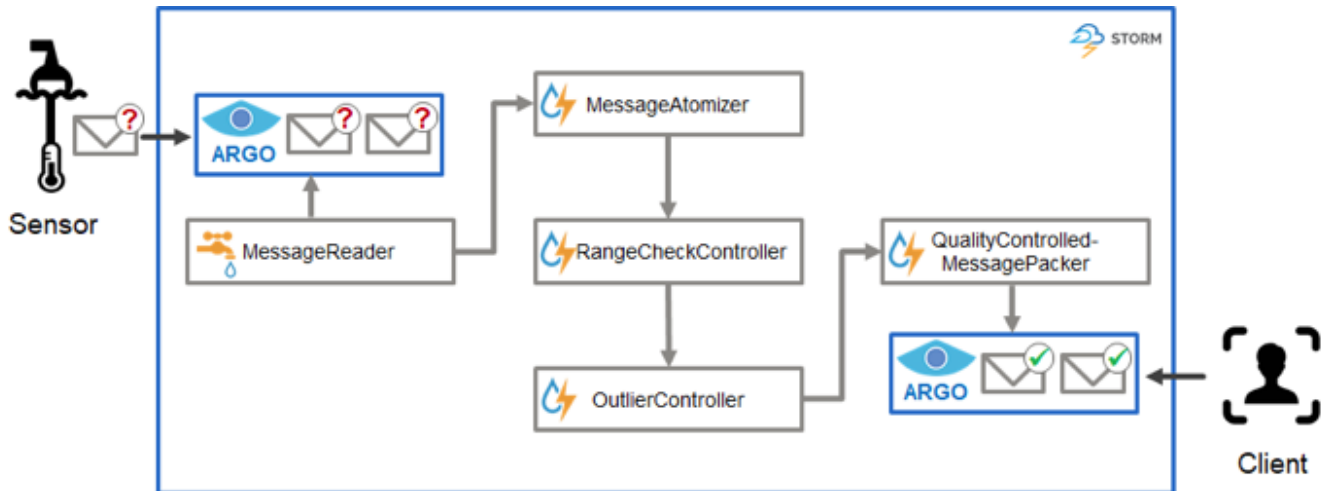 STORM
?
? ?
ARGO
Sensor
MessageReader
MessageAtomizer
RangeCheckController
OutlierController
QualityControlled-
MessagePacker
ARGO
Client